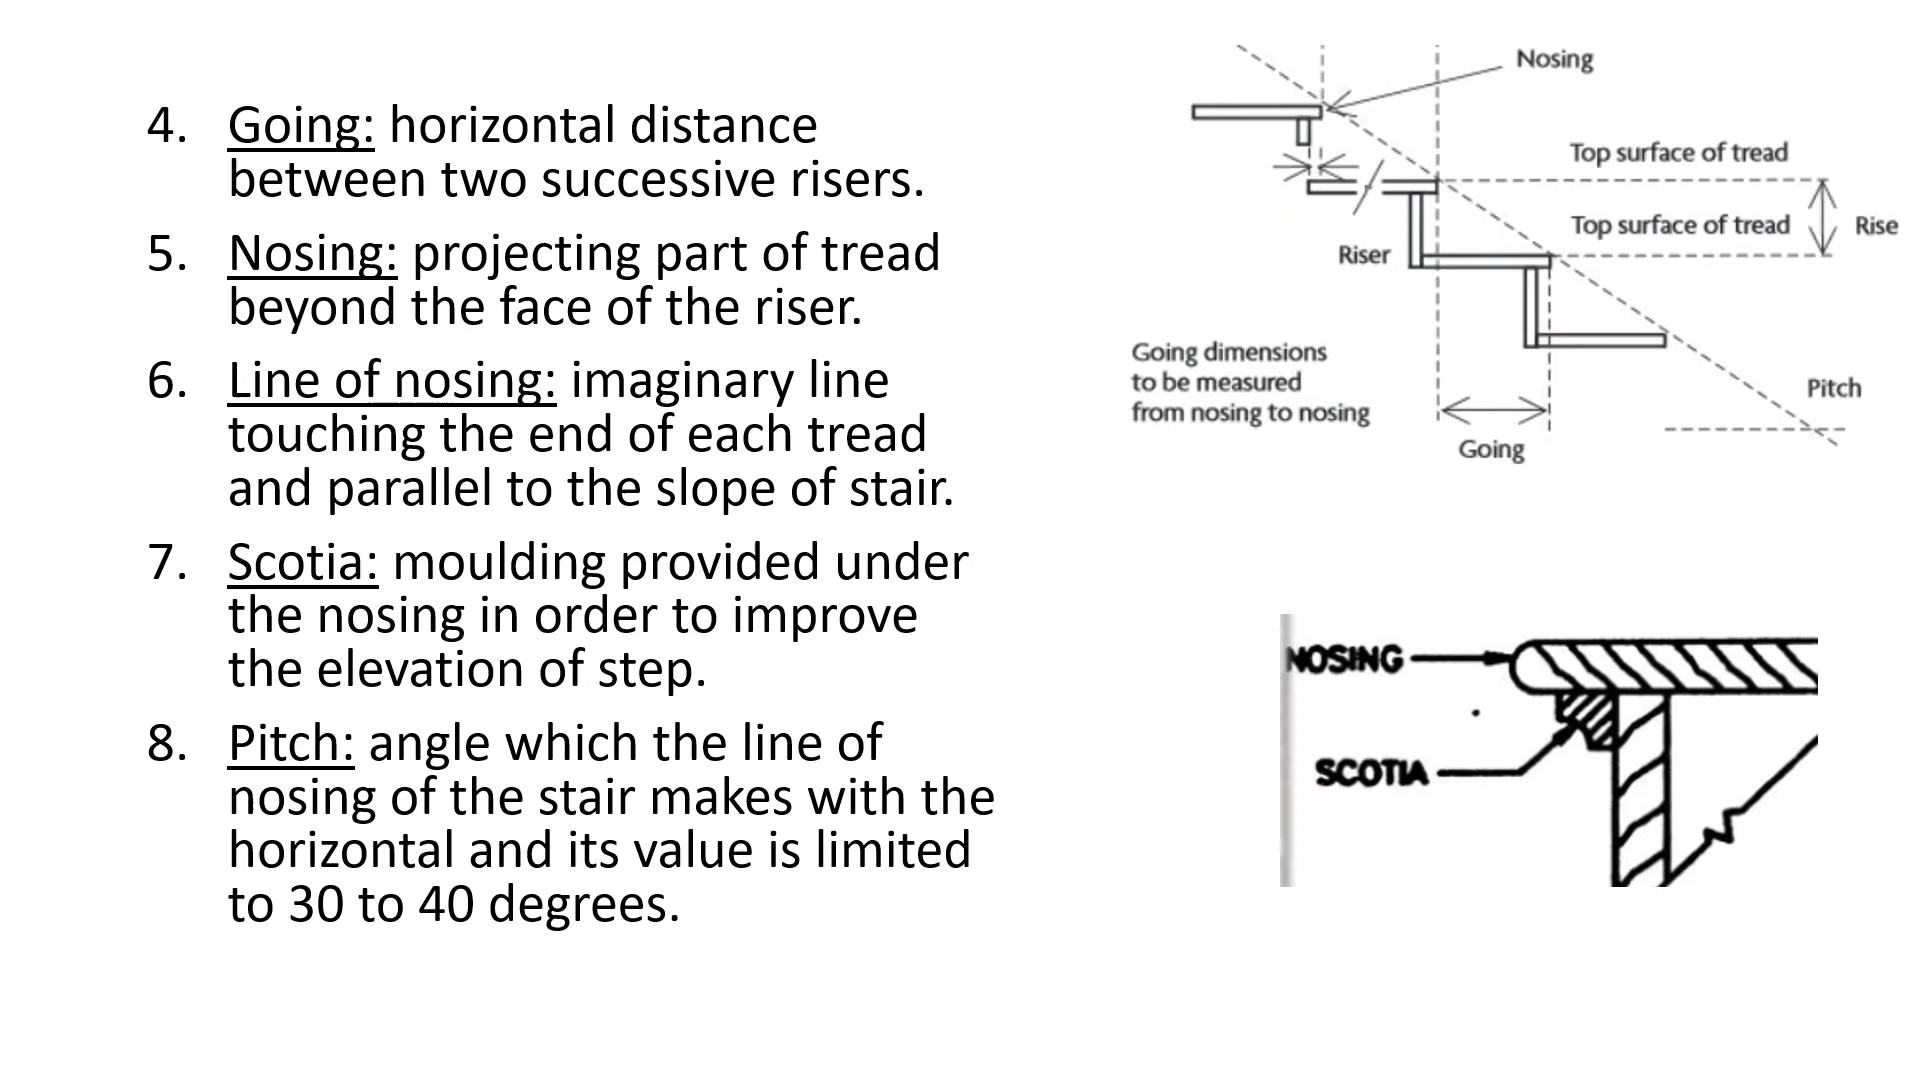 4. Going: horizontal distance
between two successive risers.
5. Nosing: projecting part of tread
beyond the face of the riser.
6. Line of nosing: imaginary line
touching the end of each tread
and parallel to the slope of stair.
7. Scotia: moulding provided under
the nosing in order to improve
the elevation of step.
8. Pitch: angle which the line of
nosing of the stair makes with the
horizontal and its value is limited
to 30 to 40 degrees.
Nosing
Top surface of tread
Top surface of tread
Rise
Riser
Going dimensions
to be measured
from nosing to nosing
Pitch
Going
NOSING
SCOTIA